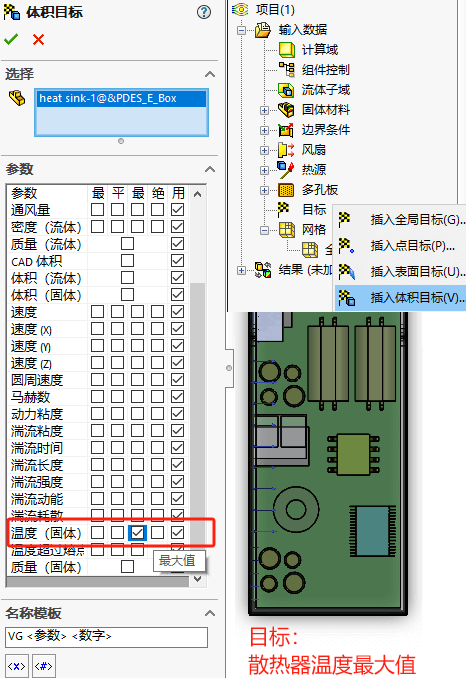 体积目标
选择
heat sink-1@&PDES_E_Box
参数
参数 最 平 最 绝 用
通风量
密度（流体）
质量（流体）
CAD 体积
体积（流体）
体积（固体）
速度
速度 (X)
速度 (Y)
速度 (Z)
圆周速度
马赫数
动力粘度
湍流粘度
湍流时间
湍流长度
湍流强度
湍流动能
湍流耗散
温度（固体）
温度超过熔点
最大值
质量（固体）
名称模板
VG <参数> <数字>
<x> <#>
项目(1)
输入数据
计算域
组件控制
流体子域
固体材料
边界条件
风扇
热源
多孔板
目标
网格
全
结果 (未加
插入全局目标(G)...
插入点目标(P)...
插入表面目标(U)...
插入体积目标(V)...
目标：
散热器温度最大值